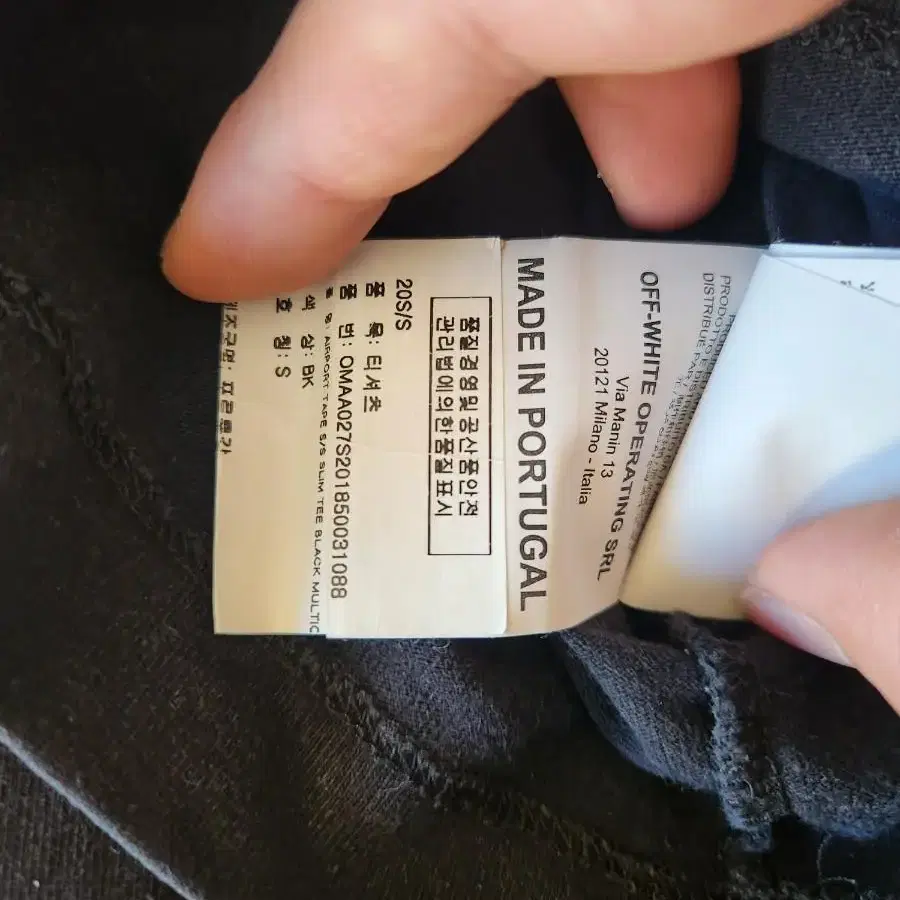 OFF-WHITE OPERATING SRL
Via Manin 13
20121 Milano - Italia
MADE IN PORTUGAL
품질경영및공산품안전
관리법에의한품질표시
20S/S
품 목: 티셔츠
품 번: OMAA027S201850031088
품 명: AIRPORT TAPE S/S SLIM TEE BLACK MULTIC
색 상: BK
호 칭: S